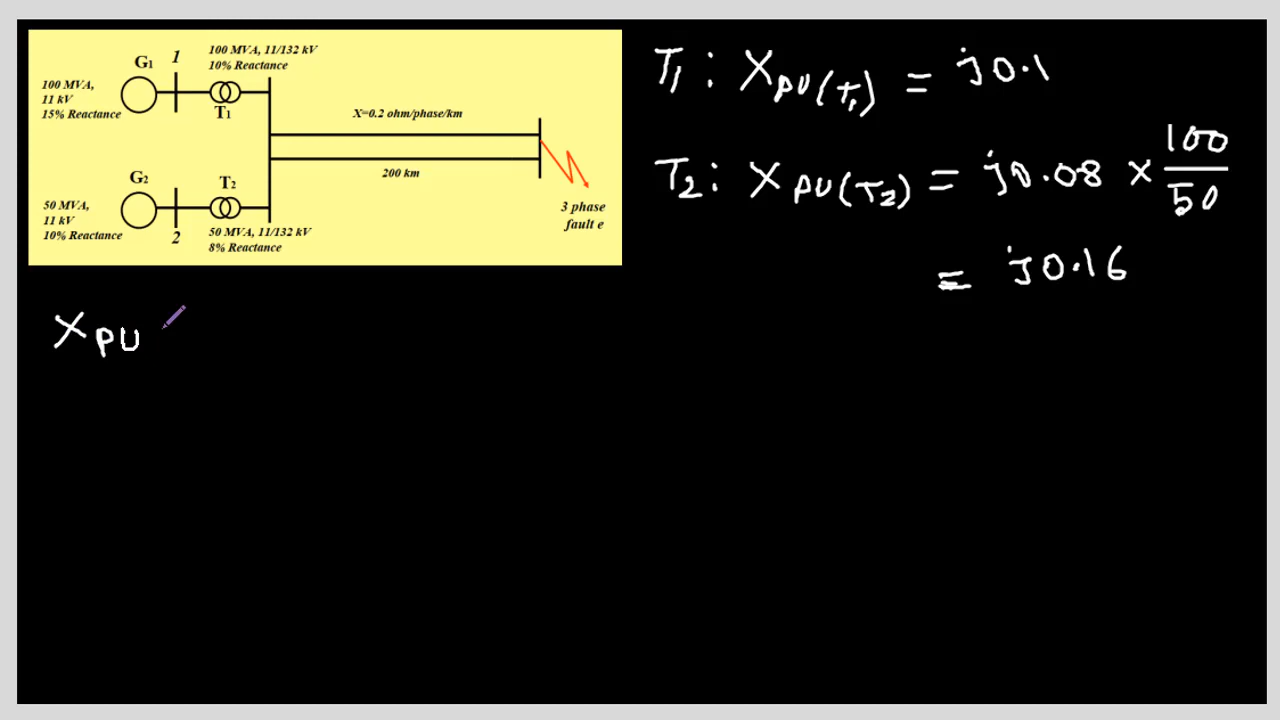 G1
1
100 MVA, 11/132 kV
10% Reactance
100 MVA,
11 kV
15% Reactance
T1
X=0.2 ohm/phase/km
200 km
G2
T2
50 MVA,
11 kV
10% Reactance
2
50 MVA, 11/132 kV
8% Reactance
3 phase
fault e
T1 : XPU(T1) = j0.1
T2 : XPU(T2) = j0.08 × 100/50
= j0.16
XPU